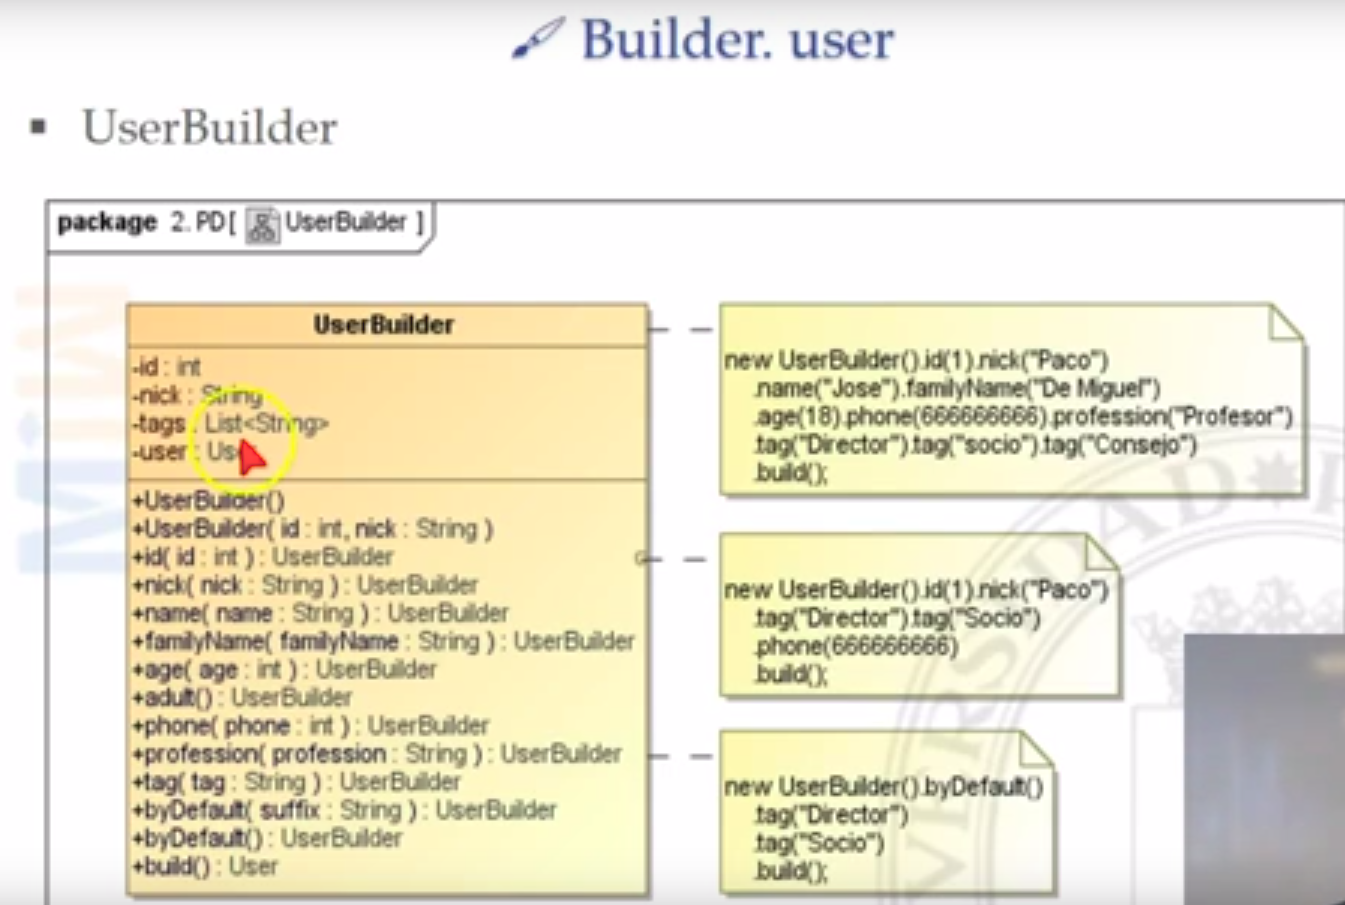 Builder. user
UserBuilder
package 2. PD[ UserBuilder ]
UserBuilder
-id : int
-nick : String
-tags : List<String>
-user : User
+UserBuilder()
+UserBuilder( id : int, nick : String )
+id( id : int ) : UserBuilder
+nick( nick : String ) : UserBuilder
+name( name : String ) : UserBuilder
+familyName( familyName : String ) : UserBuilder
+age( age : int ) : UserBuilder
+adult() : UserBuilder
+phone( phone : int ) : UserBuilder
+profession( profession : String ) : UserBuilder
+tag( tag : String ) : UserBuilder
+byDefault( suffix : String ) : UserBuilder
+byDefault() : UserBuilder
+build() : User
new UserBuilder().id(1).nick("Paco")
.name("Jose").familyName("De Miguel")
.age(18).phone(666666666).profession("Profesor")
.tag("Director").tag("socio").tag("Consejo")
.build();
new UserBuilder().id(1).nick("Paco")
.tag("Director").tag("Socio")
.phone(666666666)
.build();
new UserBuilder().byDefault()
.tag("Director")
.tag("Socio")
.build();